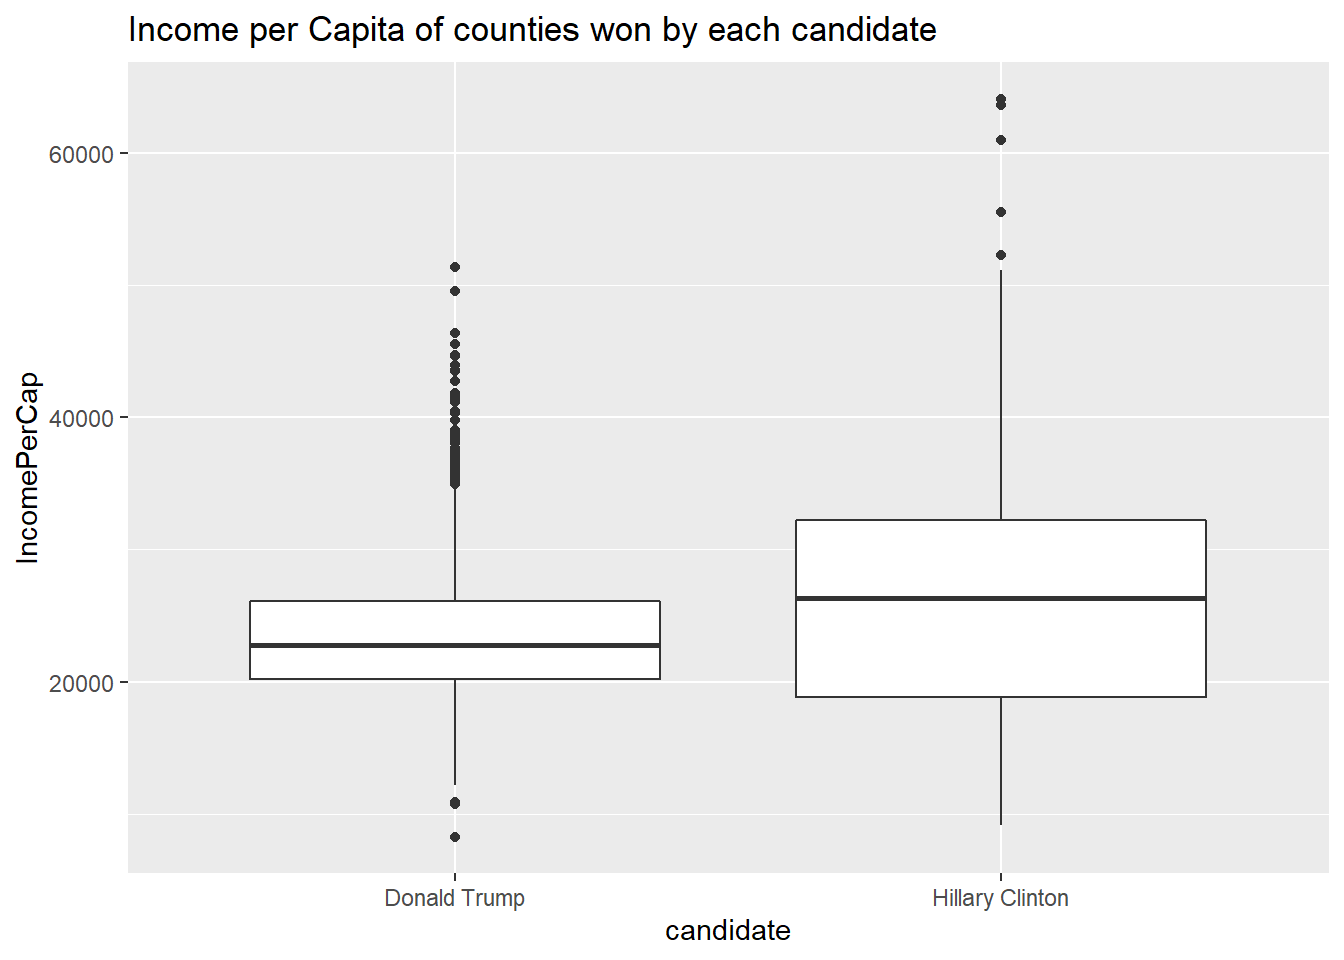 Income per Capita of counties won by each candidate
IncomePerCap
60000
40000
20000
Donald Trump
Hillary Clinton
candidate